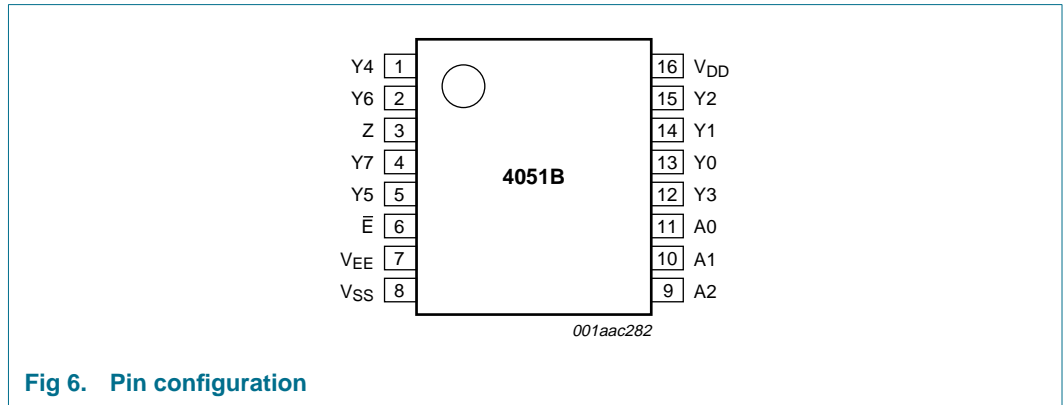 Y4 1 16 VDD
Y6 2 15 Y2
Z 3 14 Y1
Y7 4 13 Y0
4051B
Y5 5 12 Y3
E̅ 6 11 A0
VEE 7 10 A1
VSS 8 9 A2
001aac282
Fig 6. Pin configuration